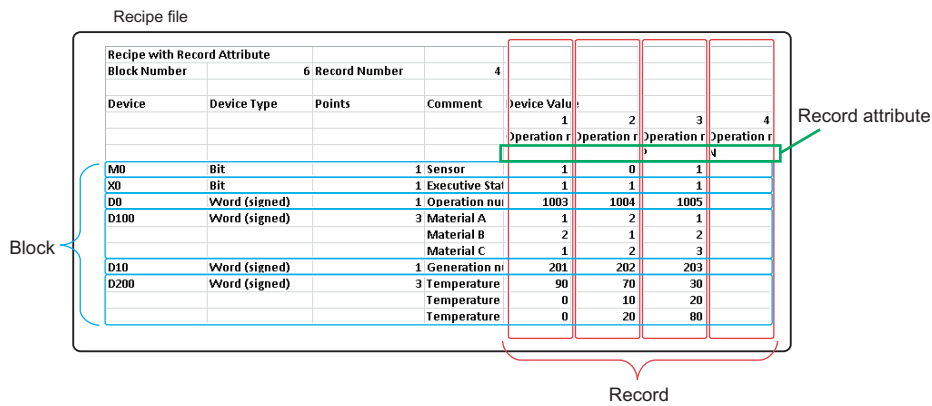 Recipe file
Recipe with Record Attribute
Block Number 6 Record Number 4
Device Device Type Points Comment Device Value
1 2 3 4
Operation r Operation r Operation r Operation r
P N
Record attribute
M0 Bit 1 Sensor 1 0 1
X0 Bit 1 Executive Stat 1 1 1
D0 Word (signed) 1 Operation nu 1003 1004 1005
D100 Word (signed) 3 Material A 1 2 1
Material B 2 1 2
Block
Material C 1 2 3
D10 Word (signed) 1 Generation n 201 202 203
D200 Word (signed) 3 Temperature 90 70 30
Temperature 0 10 20
Temperature 0 20 80
Record